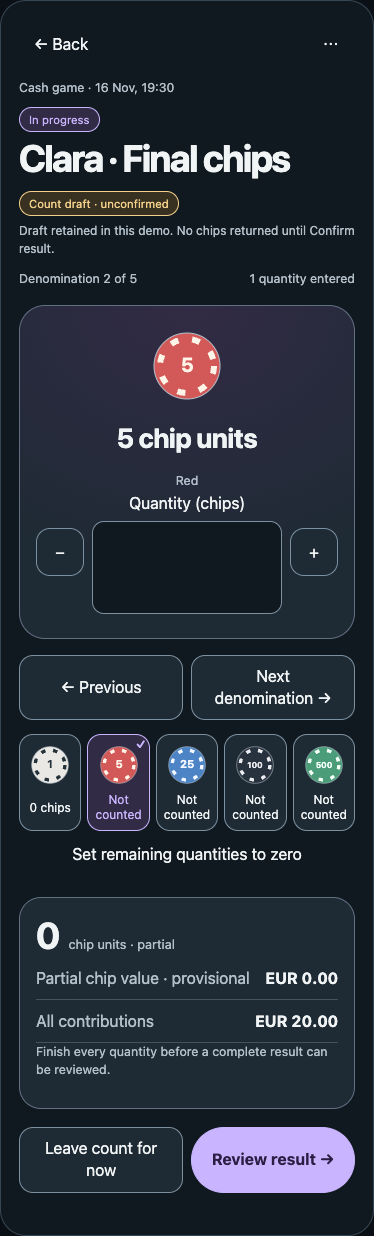 ← Back
...
Cash game · 16 Nov, 19:30
In progress
Clara · Final chips
Count draft · unconfirmed
Draft retained in this demo. No chips returned until Confirm
result.
Denomination 2 of 5
1 quantity entered
5
5 chip units
Red
Quantity (chips)
−
+
← Previous
Next
denomination →
1
0 chips
5
Not
counted
25
Not
counted
100
Not
counted
500
Not
counted
Set remaining quantities to zero
0 chip units · partial
Partial chip value · provisional EUR 0.00
All contributions EUR 20.00
Finish every quantity before a complete result can
be reviewed.
Leave count for
now
Review result →